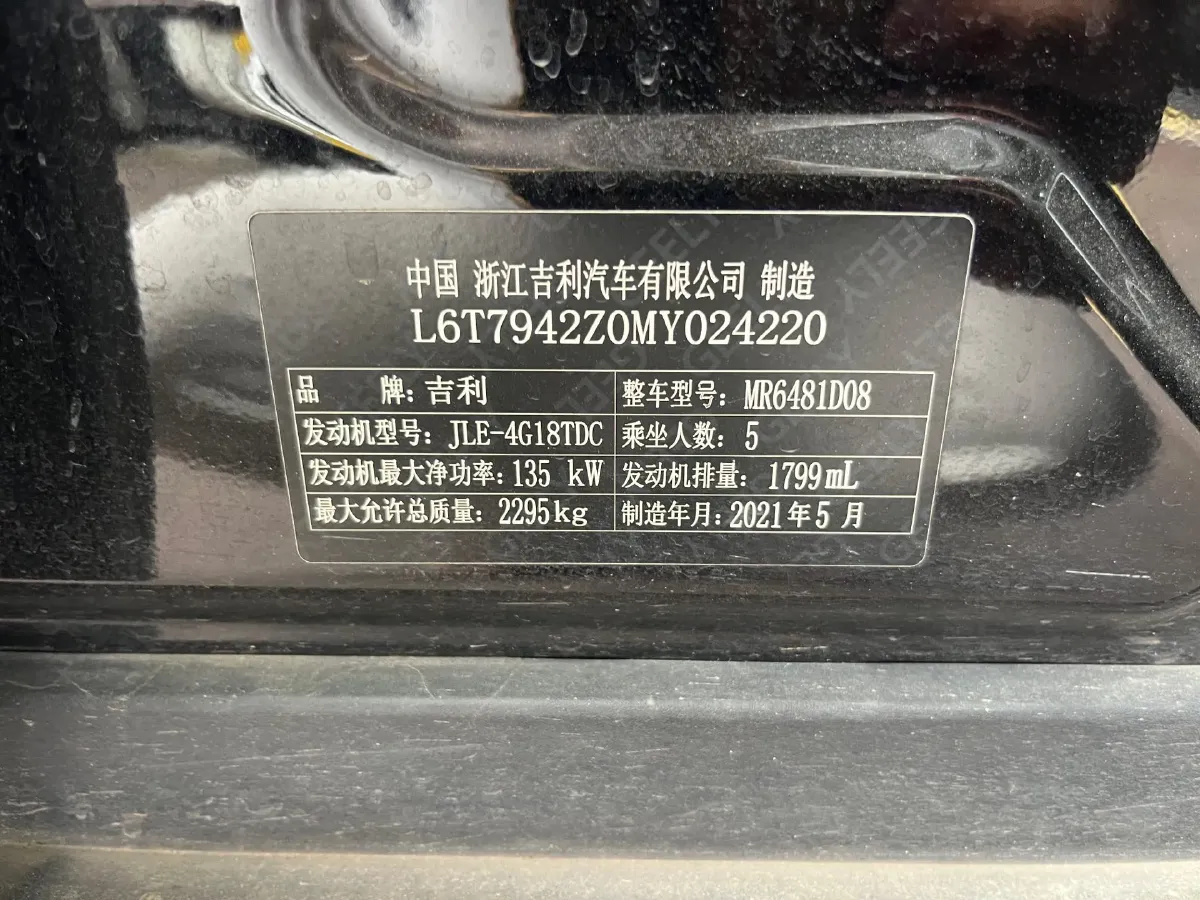 中国 浙江吉利汽车有限公司 制造
L6T7942Z0MY024220
品 牌: 吉利 整车型号: MR6481D08
发动机型号: JLE-4G18TDC 乘坐人数: 5
发动机最大净功率: 135 kW 发动机排量: 1799mL
最大允许总质量: 2295kg 制造年月: 2021年5月